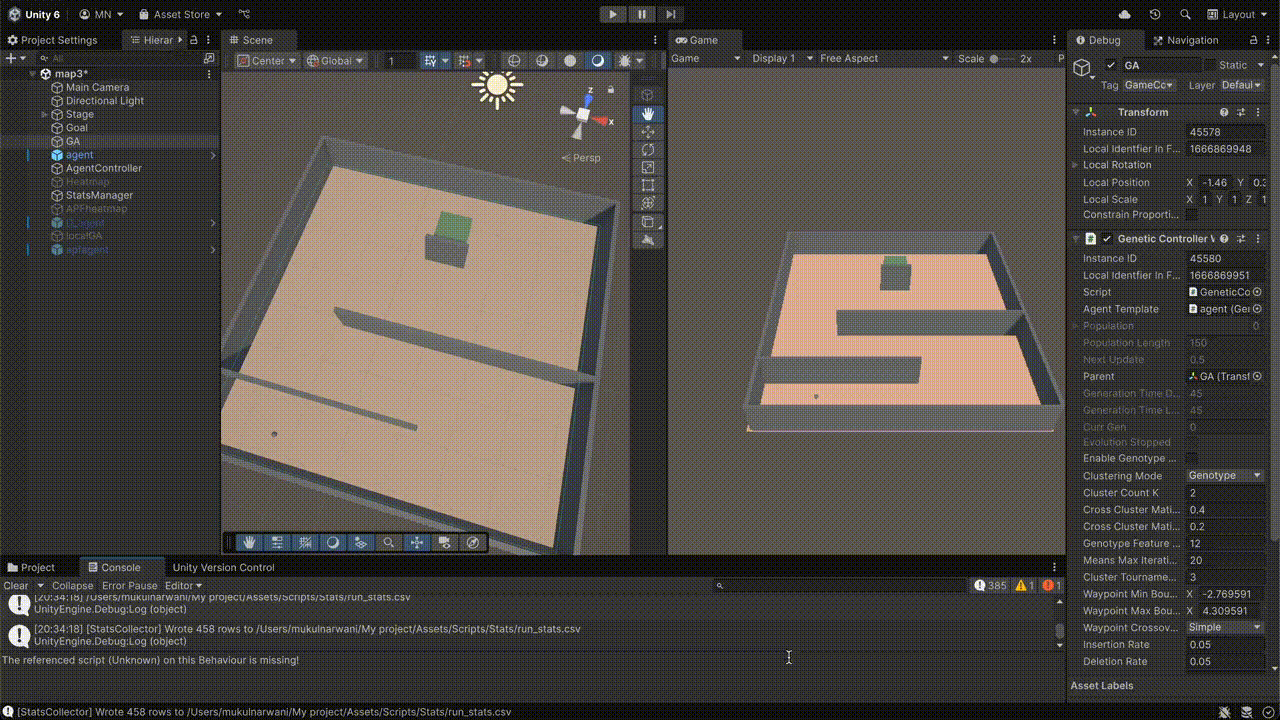 Unity 6 MN Asset Store Layout
Project Settings Hierar
All
map3*
Main Camera
Directional Light
Stage
Goal
GA
agent
AgentController
Heatmap
StatsManager
APFheatmap
localGA
apfagent
Scene
Center Global 1
z
x
Persp
Game
Game Display 1 Free Aspect Scale 2x P
Debug Navigation
GA Static
Tag GameCo Layer Defaul
Transform
Instance ID 45578
Local Identfier In F... 1666869948
Local Rotation
Local Position X -1.46 Y 0.3
Local Scale X 1 Y 1 Z 1
Constrain Proporti...
Genetic Controller
Instance ID 45580
Local Identfier In F... 1666869951
Script GeneticCo
Agent Template agent (Ge
Population 0
Population Length 150
Next Update 0.5
Parent GA (Transf
Generation Time D... 45
Generation Time L... 45
Curr Gen 0
Evolution Stopped
Enable Genotype ...
Clustering Mode Genotype
Cluster Count K 2
Cross Cluster Mati... 0.4
Cross Cluster Mati... 0.2
Genotype Feature ... 12
Means Max Iterati... 20
Cluster Tourname... 3
Waypoint Min Bou... X -2.769591
Waypoint Max Bou... X 4.309591
Waypoint Crossov... Simple
Insertion Rate 0.05
Deletion Rate 0.05
Asset Labels
Project Console Unity Version Control
Clear Collapse Error Pause Editor 385 1 1
[20:34:18] /Users/mukulnarwani/My project/Assets/Scripts/Stats/run_stats.csv
UnityEngine.Debug:Log (object)
[20:34:18] [StatsCollector] Wrote 458 rows to /Users/mukulnarwani/My project/Assets/Scripts/Stats/run_stats.csv
UnityEngine.Debug:Log (object)
The referenced script (Unknown) on this Behaviour is missing!
[StatsCollector] Wrote 458 rows to /Users/mukulnarwani/My project/Assets/Scripts/Stats/run_stats.csv